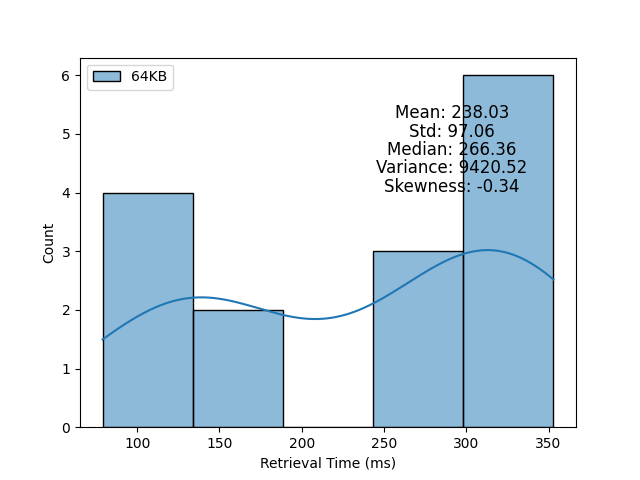 64KB
Mean: 238.03
Std: 97.06
Median: 266.36
Variance: 9420.52
Skewness: -0.34
6
5
4
3
2
1
0
Count
100 150 200 250 300 350
Retrieval Time (ms)